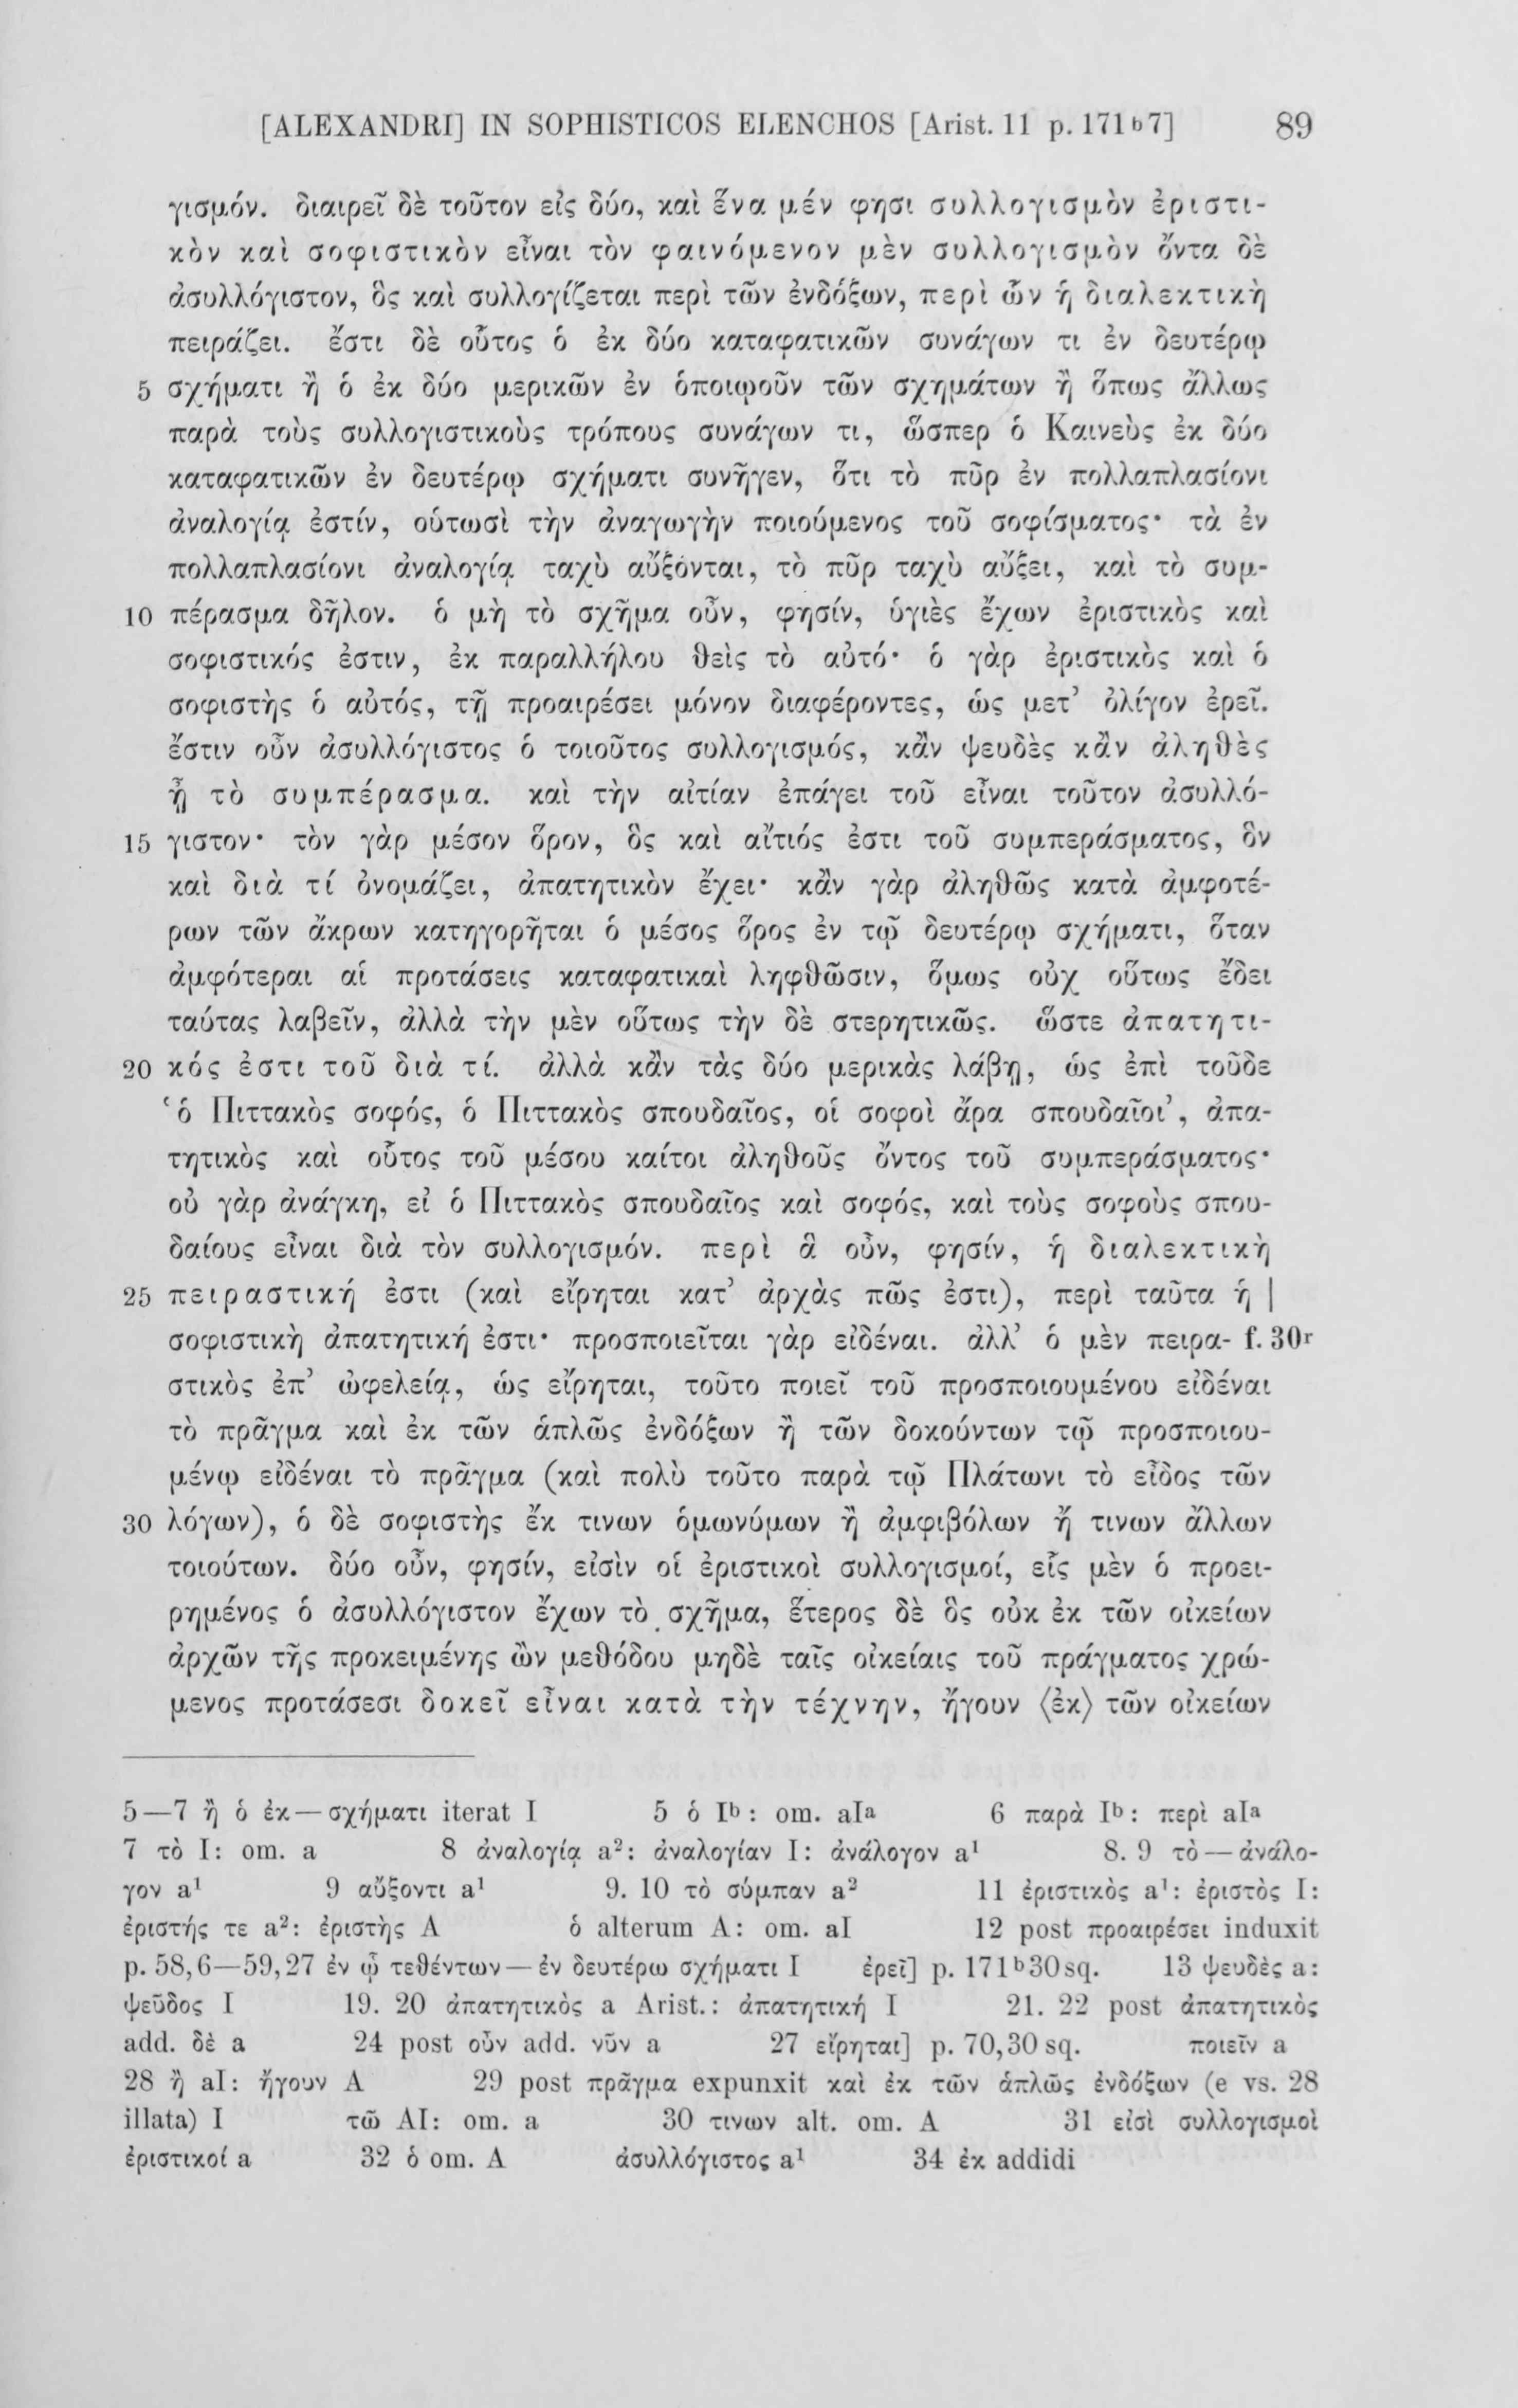 [ALEXANDRI] IN SOPHISTICOS ELENCHOS [Arist. 11 p. 171ᵇ7] 89
γισμόν. διαιρεῖ δὲ τοῦτον εἰς δύο, καὶ ἕνα μέν φησι συλλογισμὸν ἐριστι-
κὸν καὶ σοφιστικὸν εἶναι τὸν φαινόμενον μὲν συλλογισμὸν ὄντα δὲ
ἀσυλλόγιστον, ὃς καὶ συλλογίζεται περὶ τῶν ἐνδόξων, περὶ ὧν ἡ διαλεκτικὴ
πειράζει. ἔστι δὲ οὗτος ὁ ἐκ δύο καταφατικῶν συνάγων τι ἐν δευτέρῳ
5 σχήματι ἢ ὁ ἐκ δύο μερικῶν ἐν ὁποιῳοῦν τῶν σχημάτων ἢ ὅπως ἄλλως
παρὰ τοὺς συλλογιστικοὺς τρόπους συνάγων τι, ὥσπερ ὁ Καινεὺς ἐκ δύο
καταφατικῶν ἐν δευτέρῳ σχήματι συνῆγεν, ὅτι τὸ πῦρ ἐν πολλαπλασίονι
ἀναλογίᾳ ἐστίν, οὑτωσὶ τὴν ἀναγωγὴν ποιούμενος τοῦ σοφίσματος· τὰ ἐν
πολλαπλασίονι ἀναλογίᾳ ταχὺ αὔξονται, τὸ πῦρ ταχὺ αὔξει, καὶ τὸ συμ-
10 πέρασμα δῆλον. ὁ μὴ τὸ σχῆμα οὖν, φησίν, ὑγιὲς ἔχων ἐριστικὸς καὶ
σοφιστικός ἐστιν, ἐκ παραλλήλου θεὶς τὸ αὐτό· ὁ γὰρ ἐριστικὸς καὶ ὁ
σοφιστὴς ὁ αὐτός, τῇ προαιρέσει μόνον διαφέροντες, ὡς μετ’ ὀλίγον ἐρεῖ.
ἔστιν οὖν ἀσυλλόγιστος ὁ τοιοῦτος συλλογισμός, κἂν ψευδὲς κἂν ἀληθὲς
ᾖ τὸ συμπέρασμα. καὶ τὴν αἰτίαν ἐπάγει τοῦ εἶναι τοῦτον ἀσυλλό-
15 γιστον· τὸν γὰρ μέσον ὅρον, ὃς καὶ αἴτιός ἐστι τοῦ συμπεράσματος, ὃν
καὶ διὰ τί ὀνομάζει, ἀπατητικὸν ἔχει· κἂν γὰρ ἀληθῶς κατὰ ἀμφοτέ-
ρων τῶν ἄκρων κατηγορῆται ὁ μέσος ὅρος ἐν τῷ δευτέρῳ σχήματι, ὅταν
ἀμφότεραι αἱ προτάσεις καταφατικαὶ ληφθῶσιν, ὅμως οὐχ οὕτως ἔδει
ταύτας λαβεῖν, ἀλλὰ τὴν μὲν οὕτως τὴν δὲ στερητικῶς. ὥστε ἀπατητι-
20 κός ἐστι τοῦ διὰ τί. ἀλλὰ κἂν τὰς δύο μερικὰς λάβῃ, ὡς ἐπὶ τοῦδε
‘ὁ Πιττακὸς σοφός, ὁ Πιττακὸς σπουδαῖος, οἱ σοφοὶ ἄρα σπουδαῖοι’, ἀπα-
τητικὸς καὶ οὗτος τοῦ μέσου καίτοι ἀληθοῦς ὄντος τοῦ συμπεράσματος·
οὐ γὰρ ἀνάγκη, εἰ ὁ Πιττακὸς σπουδαῖος καὶ σοφός, καὶ τοὺς σοφοὺς σπου-
δαίους εἶναι διὰ τὸν συλλογισμόν. περὶ ἃ οὖν, φησίν, ἡ διαλεκτικὴ
25 πειραστική ἐστι (καὶ εἴρηται κατ’ ἀρχὰς πῶς ἐστι), περὶ ταῦτα ἡ |
σοφιστικὴ ἀπατητική ἐστι· προσποιεῖται γὰρ εἰδέναι. ἀλλ’ ὁ μὲν πειρα- f. 30ʳ
στικὸς ἐπ’ ὠφελείᾳ, ὡς εἴρηται, τοῦτο ποιεῖ τοῦ προσποιουμένου εἰδέναι
τὸ πρᾶγμα καὶ ἐκ τῶν ἁπλῶς ἐνδόξων ἢ τῶν δοκούντων τῷ προσποιου-
μένῳ εἰδέναι τὸ πρᾶγμα (καὶ πολὺ τοῦτο παρὰ τῷ Πλάτωνι τὸ εἶδος τῶν
30 λόγων), ὁ δὲ σοφιστὴς ἔκ τινων ὁμωνύμων ἢ ἀμφιβόλων ἤ τινων ἄλλων
τοιούτων. δύο οὖν, φησίν, εἰσὶν οἱ ἐριστικοὶ συλλογισμοί, εἷς μὲν ὁ προει-
ρημένος ὁ ἀσυλλόγιστον ἔχων τὸ σχῆμα, ἕτερος δὲ ὃς οὐκ ἐκ τῶν οἰκείων
ἀρχῶν τῆς προκειμένης ὢν μεθόδου μηδὲ ταῖς οἰκείαις τοῦ πράγματος χρώ-
μενος προτάσεσι δοκεῖ εἶναι κατὰ τὴν τέχνην, ἤγουν ⟨ἐκ⟩ τῶν οἰκείων
5—7 ἢ ὁ ἐκ—σχήματι iterat I 5 ὁ Iᵇ: om. aIᵃ 6 παρὰ Iᵇ: περὶ aIᵃ
7 τὸ I: om. a 8 ἀναλογίᾳ a²: ἀναλογίαν I: ἀνάλογον a¹ 8. 9 τὸ—ἀνάλο-
γον a¹ 9 αὔξοντι a¹ 9. 10 τὸ σύμπαν a² 11 ἐριστικὸς a¹: ἐριστὸς I:
ἐριστής τε a²: ἐριστὴς A ὁ alterum A: om. aI 12 post προαιρέσει induxit
p. 58,6—59,27 ἐν ᾧ τεθέντων—ἐν δευτέρω σχήματι I ἐρεῖ] p. 171ᵇ30 sq. 13 ψευδὲς a:
ψεῦδος I 19. 20 ἀπατητικὸς a Arist.: ἀπατητική I 21. 22 post ἀπατητικὸς
add. δὲ a 24 post οὖν add. νῦν a 27 εἴρηται] p. 70,30 sq. ποιεῖν a
28 ἢ aI: ἤγουν A 29 post πρᾶγμα expunxit καὶ ἐκ τῶν ἁπλῶς ἐνδόξων (e vs. 28
illata) I τῶ AI: om. a 30 τινων alt. om. A 31 εἰσὶ συλλογισμοὶ
ἐριστικοί a 32 ὁ om. A ἀσυλλόγιστος a¹ 34 ἐκ addidi